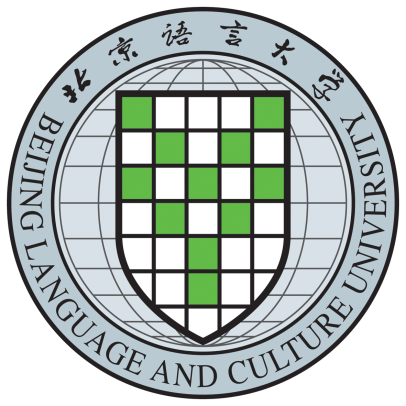 北京语言大学
BEIJING LANGUAGE AND CULTURE UNIVERSITY